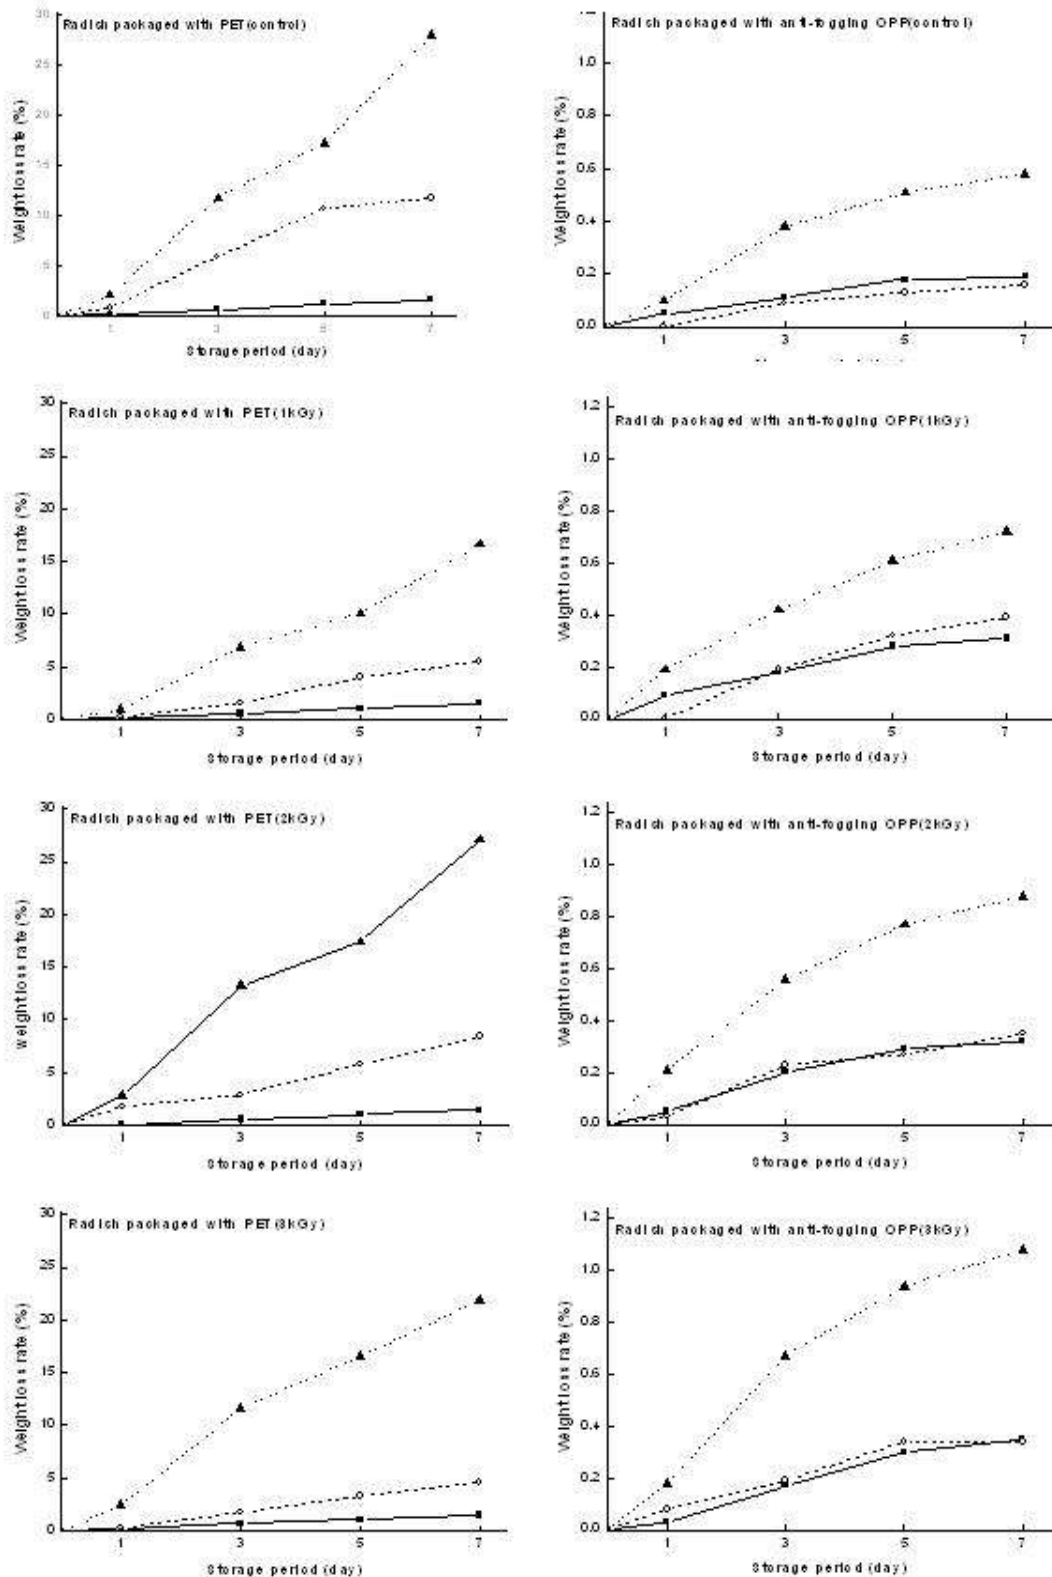 Radish packaged with PET(control)
30
25
20
15
10
5
0
Weight loss rate (%)
1 3 5 7
Storage period (day)
Radish packaged with anti-fogging OPP(control)
1.0
0.8
0.6
0.4
0.2
0.0
Weight loss rate (%)
1 3 5 7
Radish packaged with PET(1kGy)
30
25
20
15
10
5
0
Weight loss rate (%)
1 3 5 7
Storage period (day)
Radish packaged with anti-fogging OPP(1kGy)
1.2
1.0
0.8
0.6
0.4
0.2
0.0
Weight loss rate (%)
1 3 5 7
Storage period (day)
Radish packaged with PET(2kGy)
30
25
20
15
10
5
0
weight loss rate (%)
1 3 5 7
Storage period (day)
Radish packaged with anti-fogging OPP(2kGy)
1.2
1.0
0.8
0.6
0.4
0.2
0.0
Weight loss rate (%)
1 3 5 7
Storage period (day)
Radish packaged with PET(3kGy)
30
25
20
15
10
5
0
Weight loss rate (%)
1 3 5 7
Storage period (day)
Radish packaged with anti-fogging OPP(3kGy)
1.2
1.0
0.8
0.6
0.4
0.2
0.0
Weight loss rate (%)
1 3 5 7
Storage period (day)